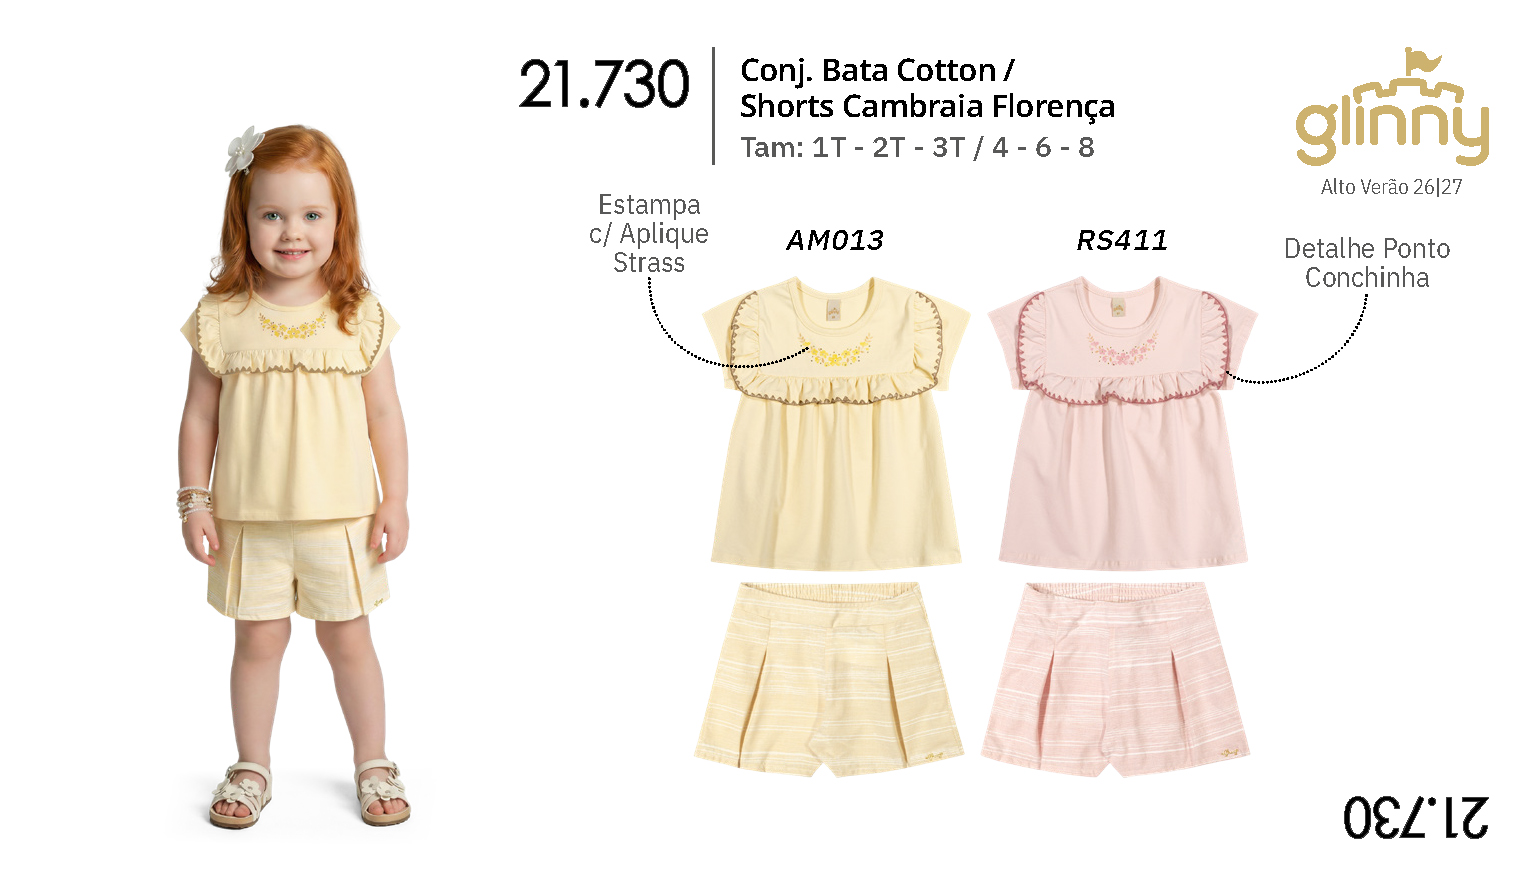 21.730
Conj. Bata Cotton /
Shorts Cambraia Florença
Tam: 1T - 2T - 3T / 4 - 6 - 8
glinny
Alto Verão 26|27
Estampa
c/ Aplique
Strass
AM013
RS411
Detalhe Ponto
Conchinha
21.730